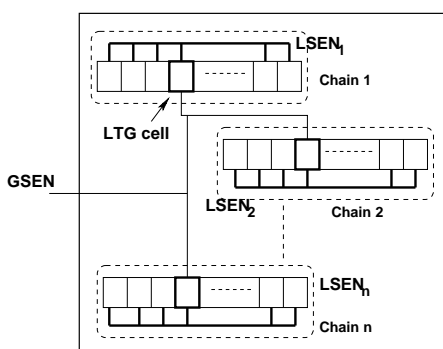 LSEN1
Chain 1
LTG cell
GSEN
LSEN2
Chain 2
LSENn
Chain n